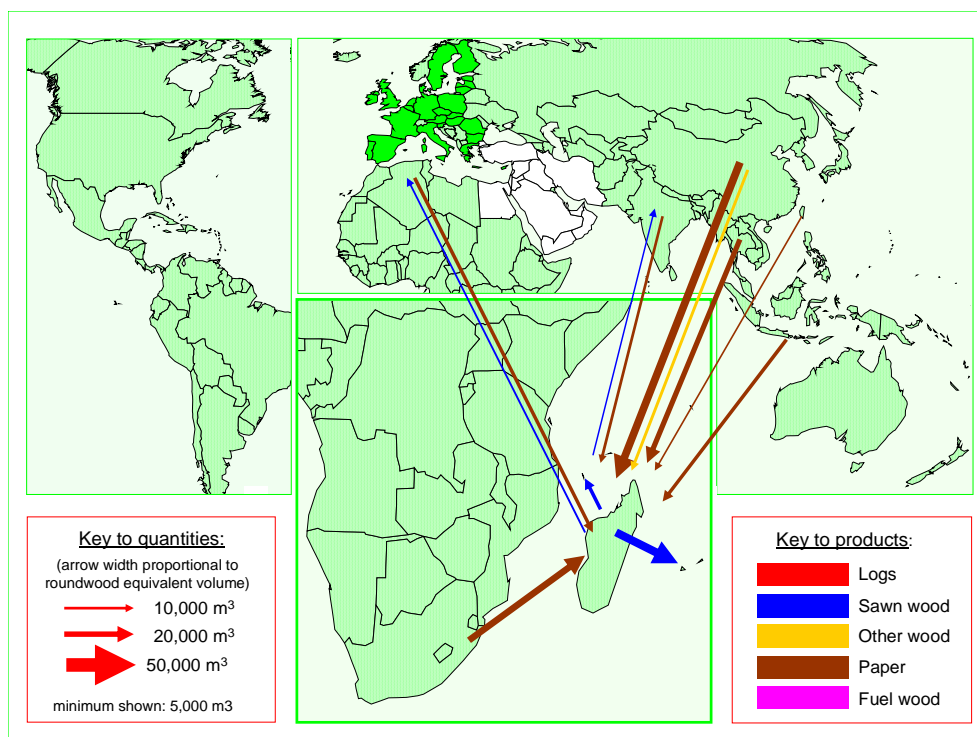 Key to quantities:
(arrow width proportional to
roundwood equivalent volume)
10,000 m³
20,000 m³
50,000 m³
minimum shown: 5,000 m3
Key to products:
Logs
Sawn wood
Other wood
Paper
Fuel wood